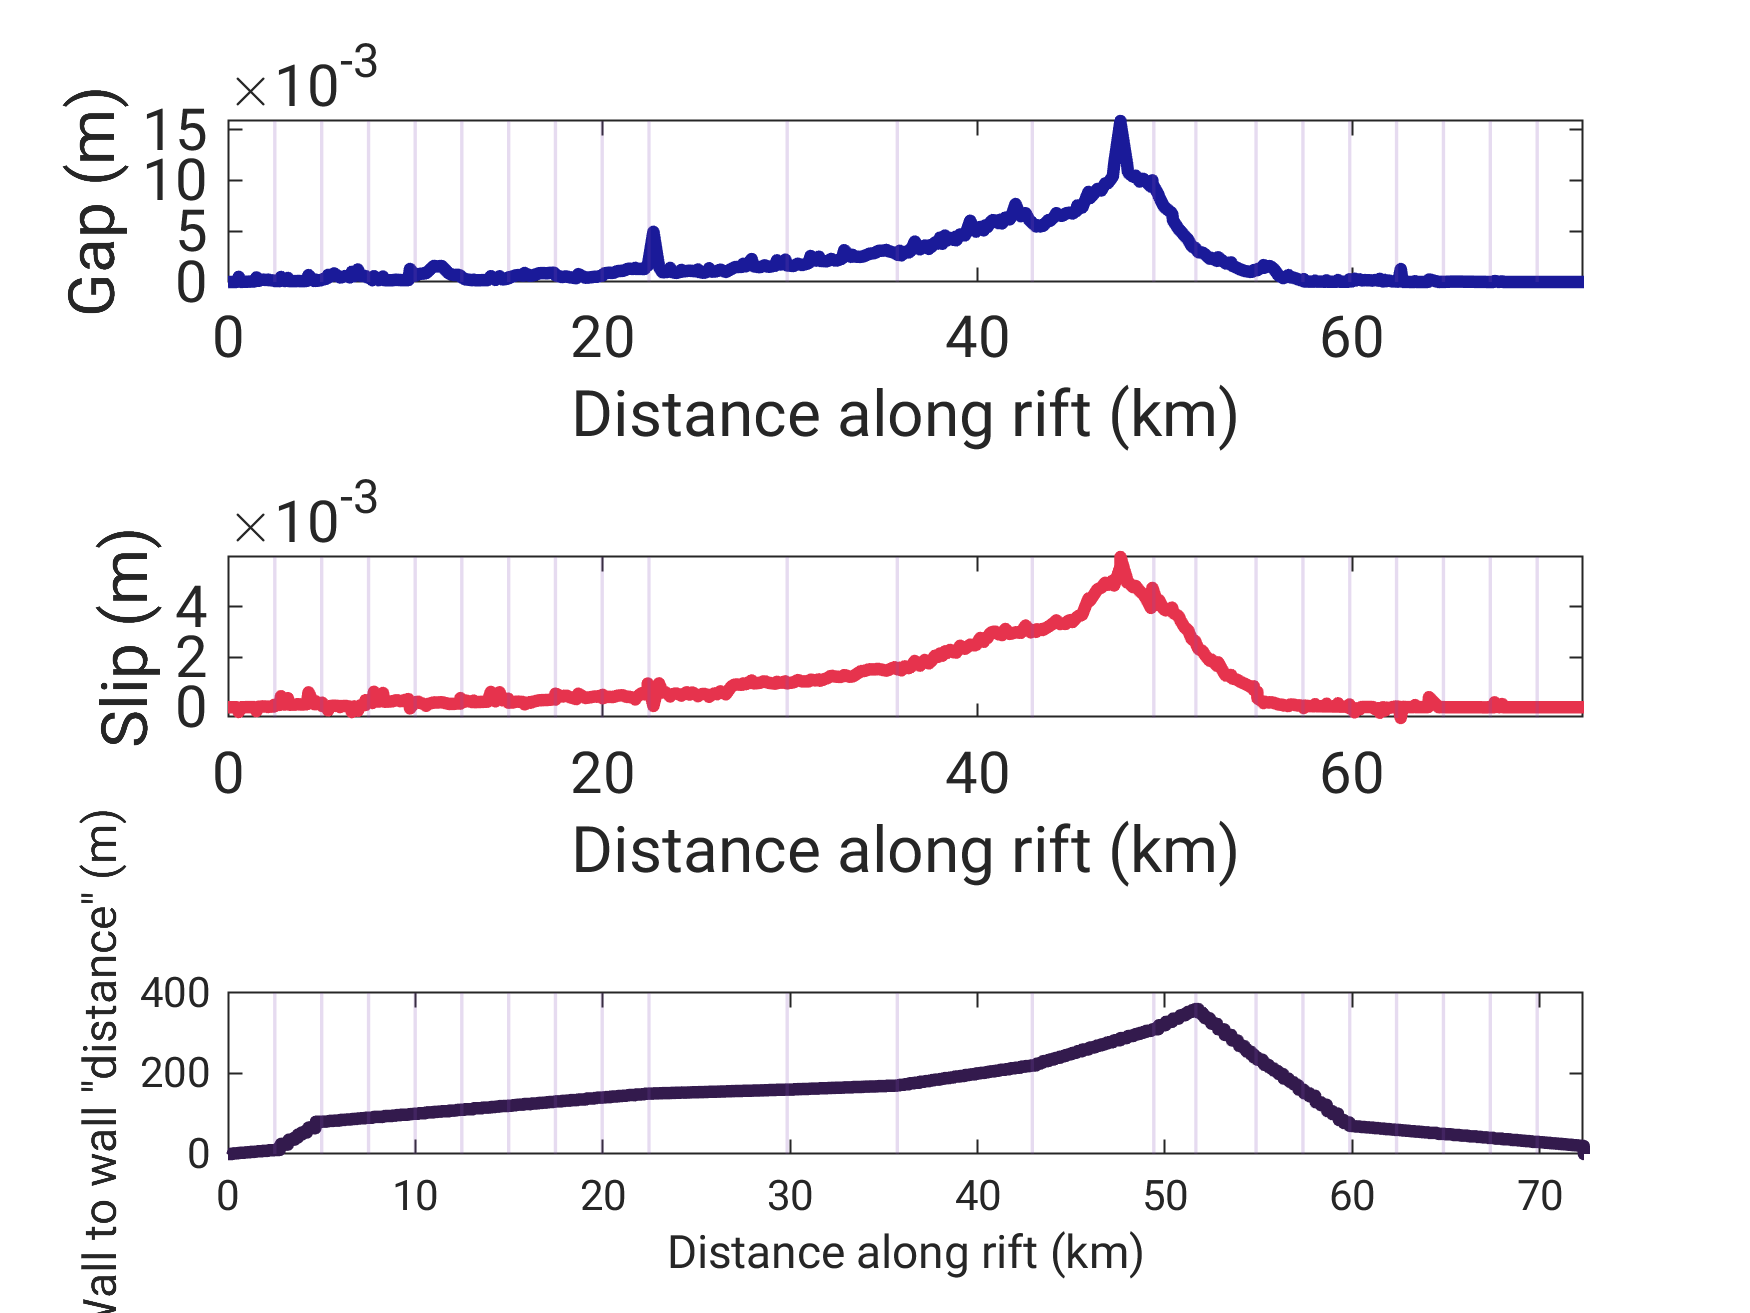 ×10-3
Gap (m)
15
10
5
0
0 20 40 60
Distance along rift (km)
×10-3
Slip (m)
4
2
0
0 20 40 60
Distance along rift (km)
Wall to wall "distance" (m)
400
200
0
0 10 20 30 40 50 60 70
Distance along rift (km)